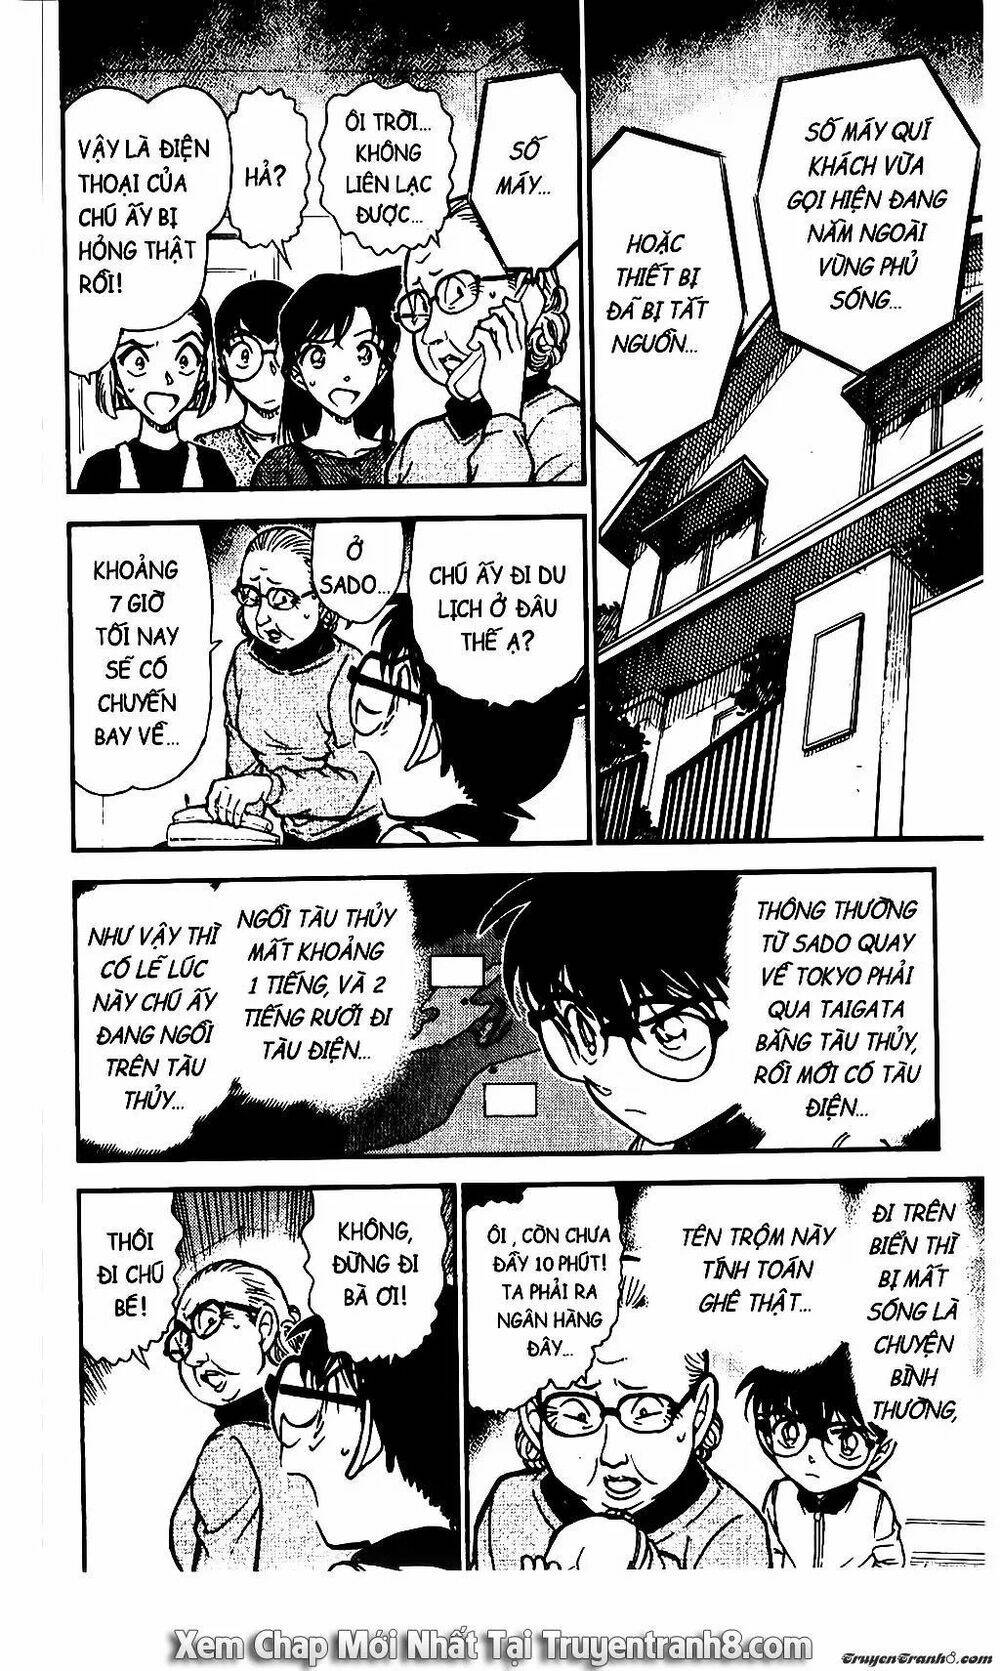 SỐ MÁY QUÍ
KHÁCH VỪA
GỌI HIỆN ĐANG
NẰM NGOÀI
VÙNG PHỦ
SÓNG...
HOẶC
THIẾT BỊ
ĐÃ BỊ TẮT
NGUỒN...
SỐ
MÁY...
ÔI TRỜI...
KHÔNG
LIÊN LẠC
ĐƯỢC...
HẢ?
VẬY LÀ ĐIỆN
THOẠI CỦA
CHÚ ẤY BỊ
HỎNG THẬT
RỒI!
CHÚ ẤY ĐI DU
LỊCH Ở ĐÂU
THẾ Ạ?
Ở
SADO...
KHOẢNG
7 GIỜ
TỐI NAY
SẼ CÓ
CHUYẾN
BAY VỀ...
THÔNG THƯỜNG
TỪ SADO QUAY
VỀ TOKYO PHẢI
QUA TAIGATA
BẰNG TÀU THỦY,
RỒI MỚI CÓ TÀU
ĐIỆN...
NGỒI TÀU THỦY
MẤT KHOẢNG
1 TIẾNG, VÀ 2
TIẾNG RƯỠI ĐI
TÀU ĐIỆN...
NHƯ VẬY THÌ
CÓ LẼ LÚC
NÀY CHÚ ẤY
ĐANG NGỒI
TRÊN TÀU
THỦY...
ĐI TRÊN
BIỂN THÌ
BỊ MẤT
SÓNG LÀ
CHUYỆN
BÌNH
THƯỜNG,
TÊN TRỘM NÀY
TÍNH TOÁN
GHÊ THẬT...
ÔI, CÒN CHƯA
ĐẦY 10 PHÚT!
TA PHẢI RA
NGÂN HÀNG
ĐÂY...
KHÔNG,
ĐỪNG ĐI
BÀ ƠI!
THÔI
ĐI CHÚ
BÉ!
Xem Chap Mới Nhất Tại Truyentranh8.com
TruyenTranh8.com